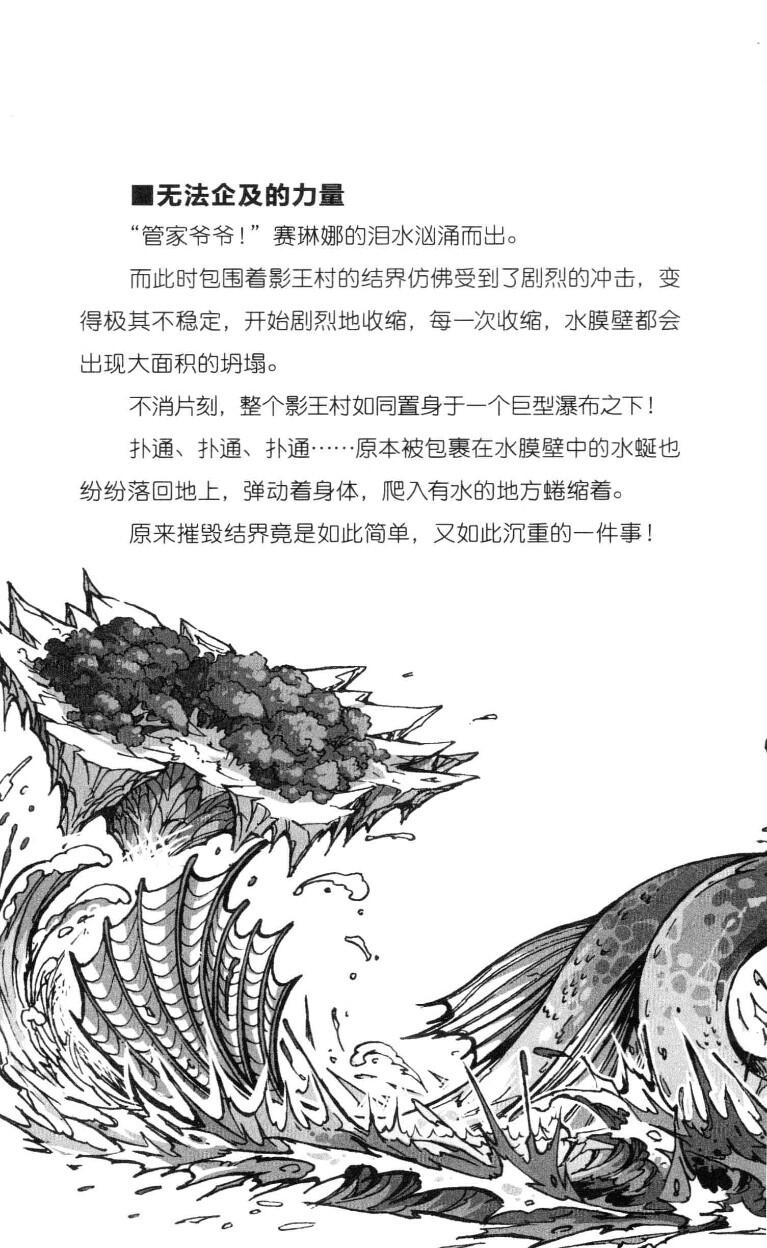 ■无法企及的力量
“管家爷爷！”赛琳娜的泪水汹涌而出。
而此时包围着影王村的结界仿佛受到了剧烈的冲击，变
得极其不稳定，开始剧烈地收缩，每一次收缩，水膜壁都会
出现大面积的坍塌。
不消片刻，整个影王村如同置身于一个巨型瀑布之下！
扑通、扑通、扑通……原本被包裹在水膜壁中的水蜒也
纷纷落回地上，弹动着身体，爬入有水的地方蜷缩着。
原来摧毁结界竟是如此简单，又如此沉重的一件事！